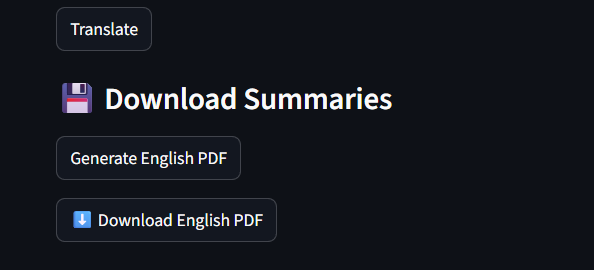 Translate
💾 Download Summaries
Generate English PDF
⬇️ Download English PDF